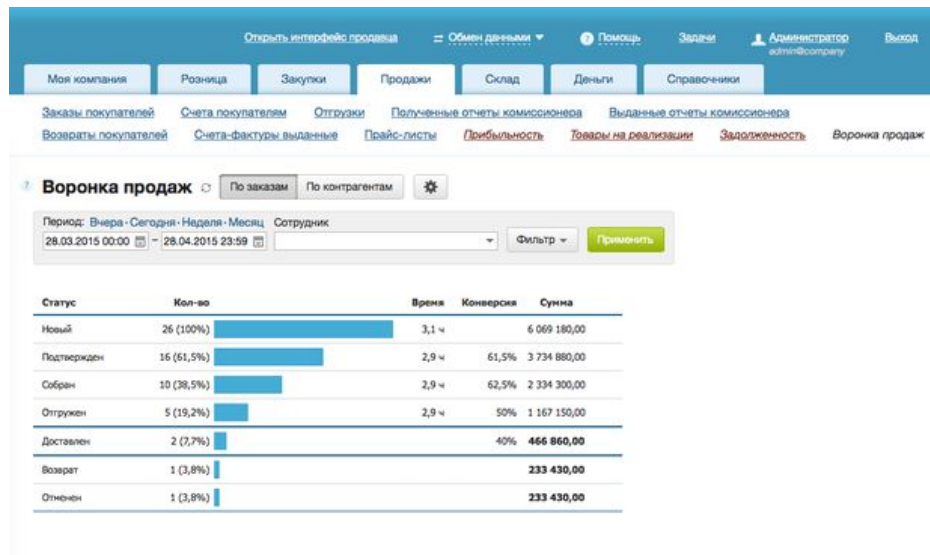 Открыть интерфейс продавца Обмен данными Помощь Задачи Администратор Выход
admin@company
Моя компания Розница Закупки Продажи Склад Деньги Справочники
Заказы покупателей Счета покупателям Отгрузки Полученные отчеты комиссионера Выданные отчеты комиссионера
Возвраты покупателей Счета-фактуры выданные Прайс-листы Прибыльность Товары на реализации Задолженность Воронка продаж
? Воронка продаж По заказам По контрагентам
Период: Вчера · Сегодня · Неделя · Месяц Сотрудник
28.03.2015 00:00 – 28.04.2015 23:59 Фильтр Применить
Статус Кол-во Время Конверсия Сумма
Новый 26 (100%) 3,1 ч 6 069 180,00
Подтвержден 16 (61,5%) 2,9 ч 61,5% 3 734 880,00
Собран 10 (38,5%) 2,9 ч 62,5% 2 334 300,00
Отгружен 5 (19,2%) 2,9 ч 50% 1 167 150,00
Доставлен 2 (7,7%) 40% 466 860,00
Возврат 1 (3,8%) 233 430,00
Отменен 1 (3,8%) 233 430,00